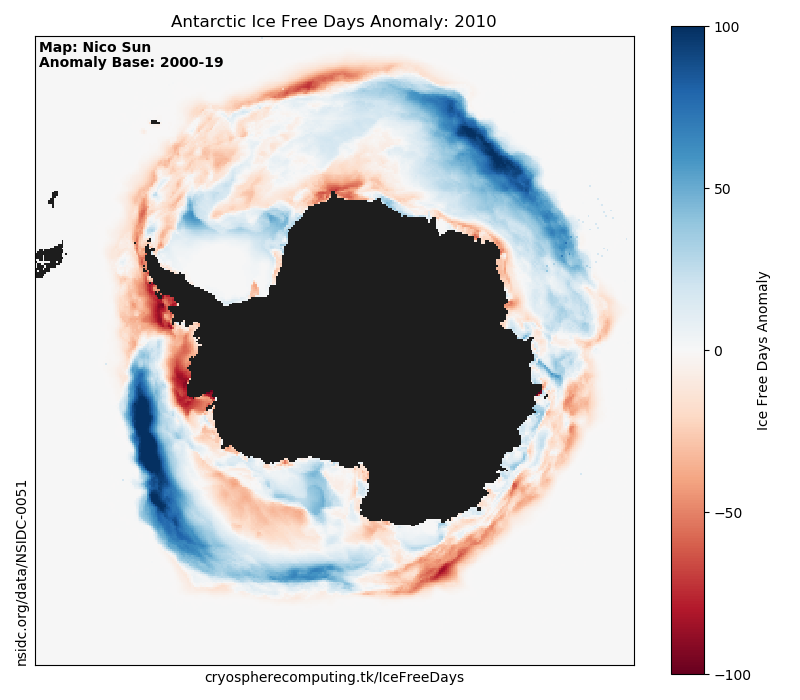 Antarctic Ice Free Days Anomaly: 2010
Map: Nico Sun
Anomaly Base: 2000-19
100
50
0
−50
−100
Ice Free Days Anomaly
nsidc.org/data/NSIDC-0051
cryospherecomputing.tk/IceFreeDays